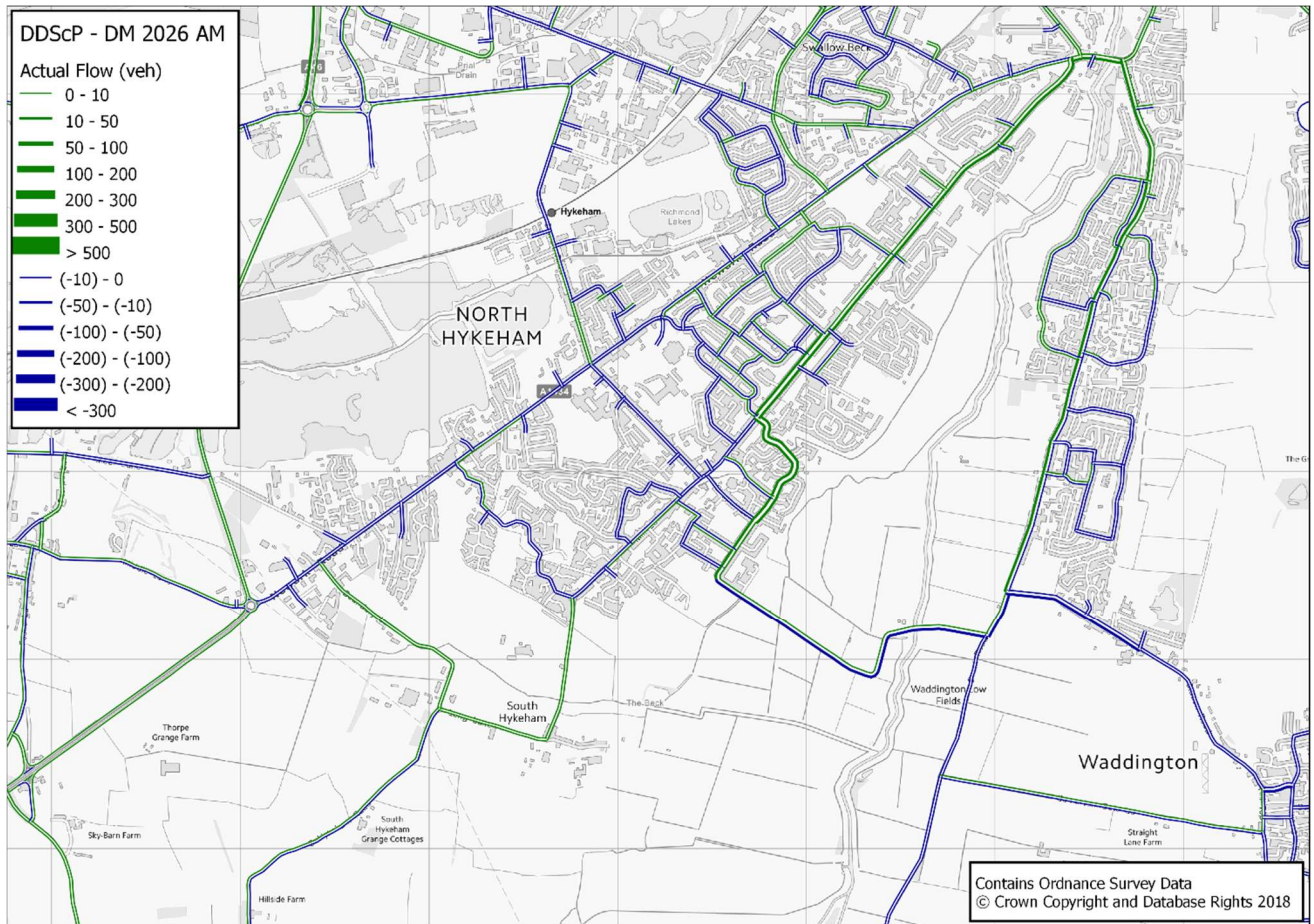 DDScP - DM 2026 AM
Actual Flow (veh)
0 - 10
10 - 50
50 - 100
100 - 200
200 - 300
300 - 500
> 500
(-10) - 0
(-50) - (-10)
(-100) - (-50)
(-200) - (-100)
(-300) - (-200)
< -300
Swallow Beck
Drain
Hykeham
Richmond
Lakes
NORTH
HYKEHAM
The Beck
South
Hykeham
Thorpe
Grange Farm
Waddington Low
Fields
Waddington
Sky-Barn Farm
South
Hykeham
Grange Cottages
Straight
Lane Farm
Hillside Farm
Contains Ordnance Survey Data
© Crown Copyright and Database Rights 2018